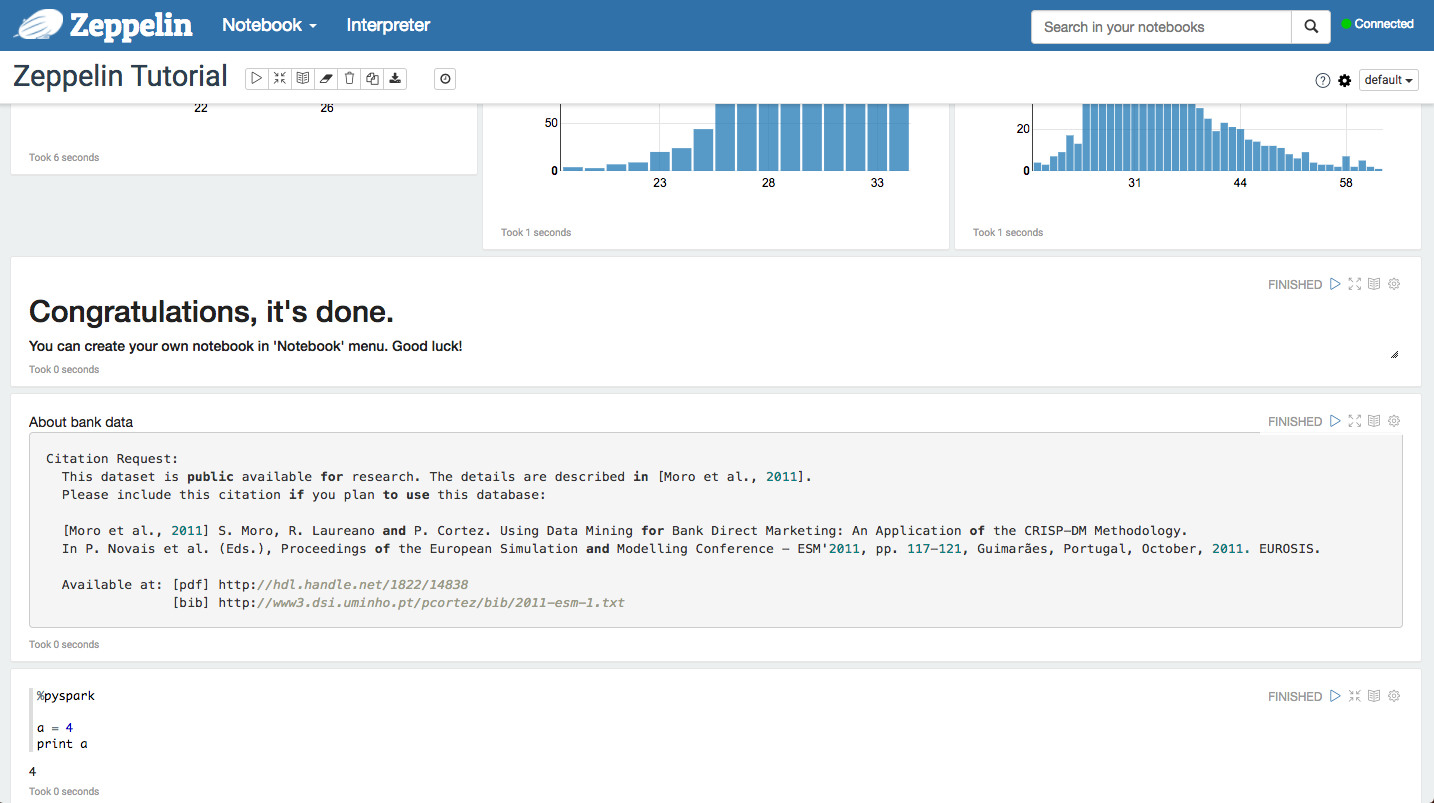 Zeppelin Notebook Interpreter Search in your notebooks Connected
Zeppelin Tutorial default
22 26
Took 6 seconds
50
0
23 28 33
Took 1 seconds
20
0
31 44 58
Took 1 seconds
FINISHED
Congratulations, it's done.
You can create your own notebook in 'Notebook' menu. Good luck!
Took 0 seconds
About bank data
FINISHED
Citation Request:
This dataset is public available for research. The details are described in [Moro et al., 2011].
Please include this citation if you plan to use this database:
[Moro et al., 2011] S. Moro, R. Laureano and P. Cortez. Using Data Mining for Bank Direct Marketing: An Application of the CRISP-DM Methodology.
In P. Novais et al. (Eds.), Proceedings of the European Simulation and Modelling Conference - ESM'2011, pp. 117-121, Guimarães, Portugal, October, 2011. EUROSIS.
Available at: [pdf] http://hdl.handle.net/1822/14838
[bib] http://www3.dsi.uminho.pt/pcortez/bib/2011-esm-1.txt
Took 0 seconds
%pyspark
FINISHED
a = 4
print a
4
Took 0 seconds